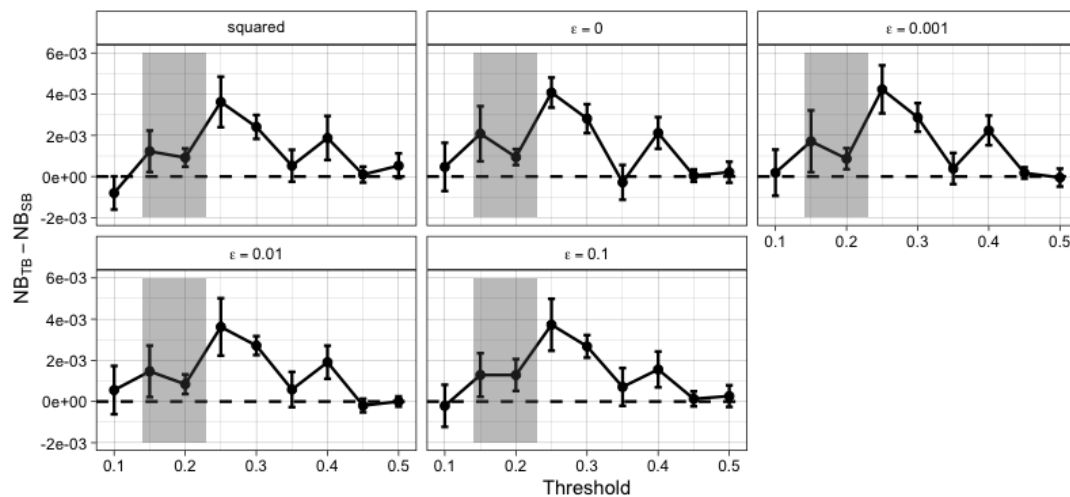 squared
ε = 0
ε = 0.001
6e-03
4e-03
2e-03
0e+00
-2e-03
0.1 0.2 0.3 0.4 0.5
ε = 0.01
ε = 0.1
6e-03
4e-03
2e-03
0e+00
-2e-03
0.1 0.2 0.3 0.4 0.5
0.1 0.2 0.3 0.4 0.5
NB_TB − NB_SB
Threshold